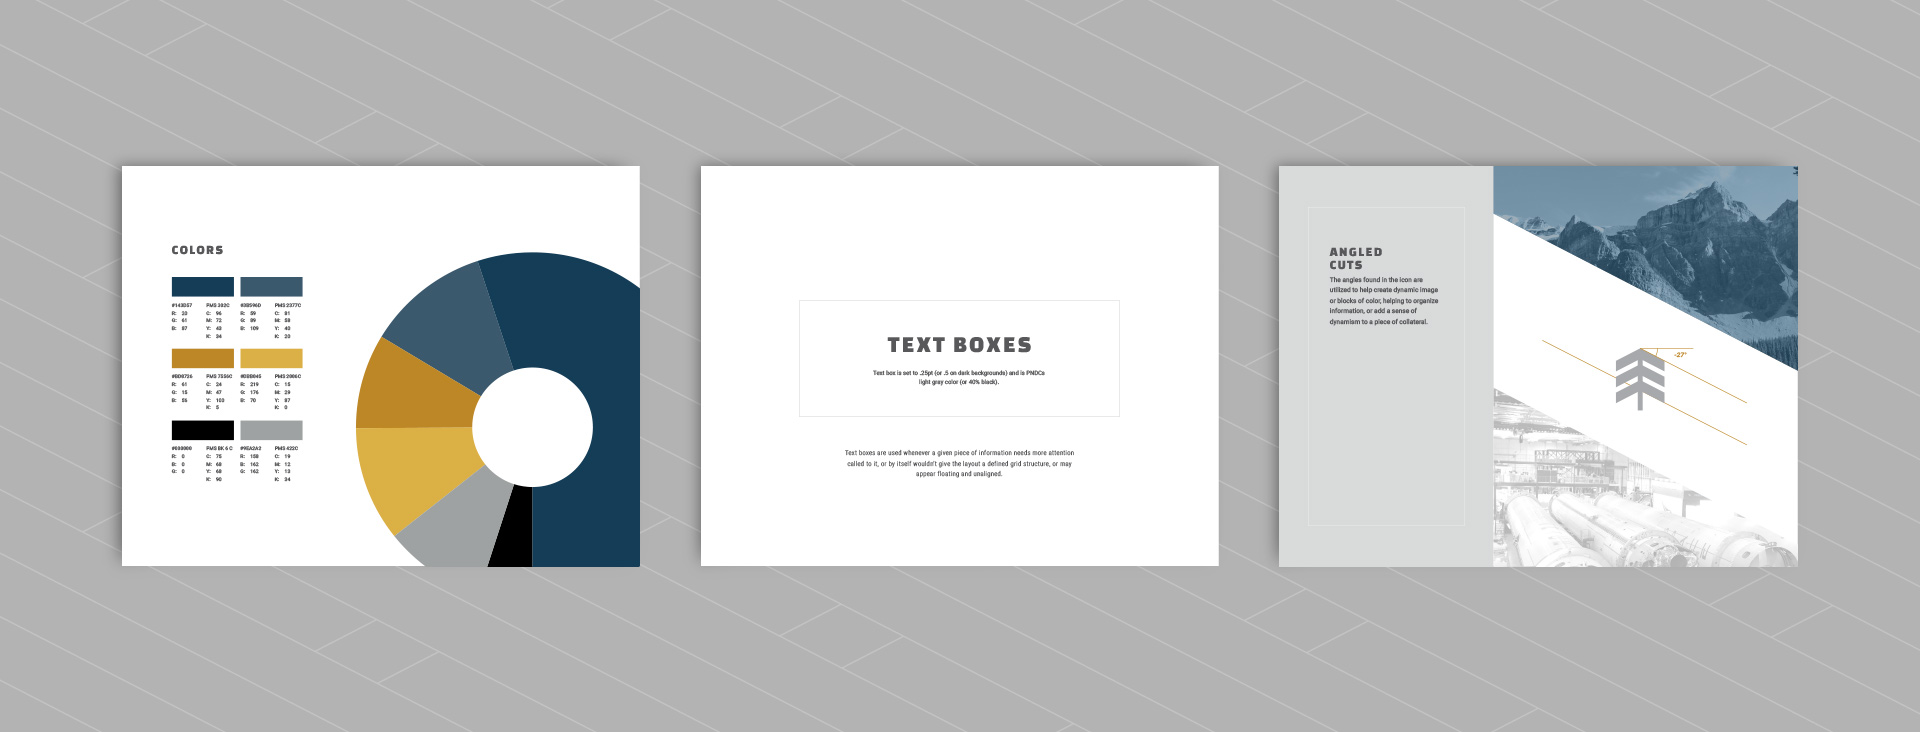 COLORS
#143D57 PMS 302C #3B596D PMS 2377C
R: 20 C: 96 R: 59 C: 81
G: 61 M: 72 G: 89 M: 58
B: 87 Y: 43 B: 109 Y: 40
K: 34 K: 20
#BD8726 PMS 7556C #DBB045 PMS 2006C
R: 61 C: 24 R: 219 C: 15
G: 15 M: 47 G: 176 M: 29
B: 56 Y: 100 B: 70 Y: 87
K: 5 K: 0
#000000 PMS BK 6 C #9EA2A2 PMS 422C
R: 0 C: 75 R: 158 C: 19
B: 0 M: 68 B: 162 M: 12
G: 0 Y: 68 G: 162 Y: 13
K: 90 K: 34
TEXT BOXES
Text box is set to .25pt (or .5 on dark backgrounds) and is PNDCs
light grey color (or 40% black).
Text boxes are used whenever a given piece of information needs more attention
called to it, or by itself wouldn't give the layout a defined grid structure, or may
appear floating and unaligned.
ANGLED
CUTS
The angles found in the icon are
utilized to help create dynamic image
or blocks of color, helping to organize
information, or add a sense of
dynamism to a piece of collateral.
-27°